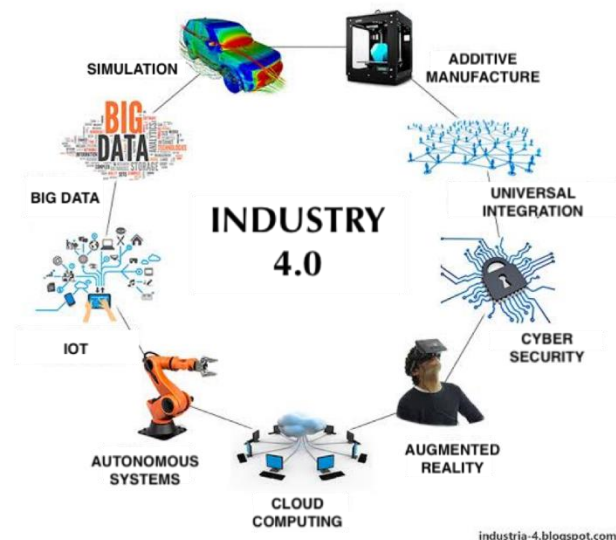 SIMULATION
ADDITIVE
MANUFACTURE
BIG
DATA
STORAGE
BIG DATA
UNIVERSAL
INTEGRATION
INDUSTRY
4.0
IOT
CYBER
SECURITY
AUTONOMOUS
SYSTEMS
AUGMENTED
REALITY
CLOUD
COMPUTING
industria-4.blogspot.com